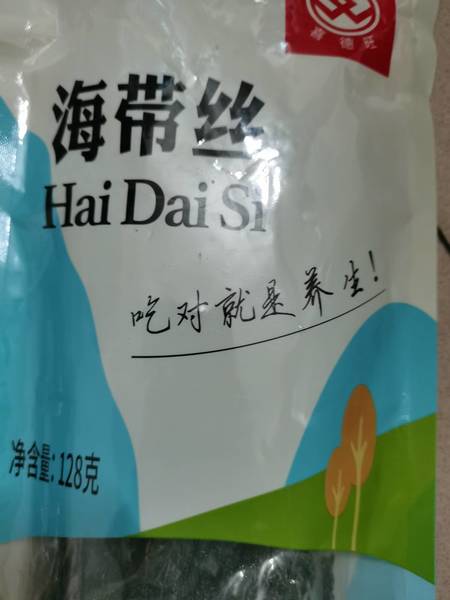 海带丝
Hai Dai Si
吃对就是养生!
净含量:128克